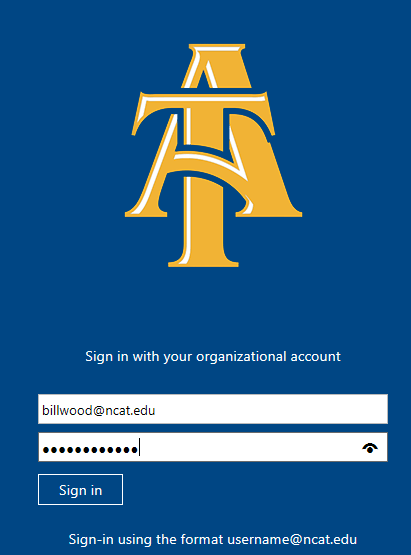 AT
Sign in with your organizational account
billwood@ncat.edu
••••••••••••
Sign in
Sign-in using the format username@ncat.edu